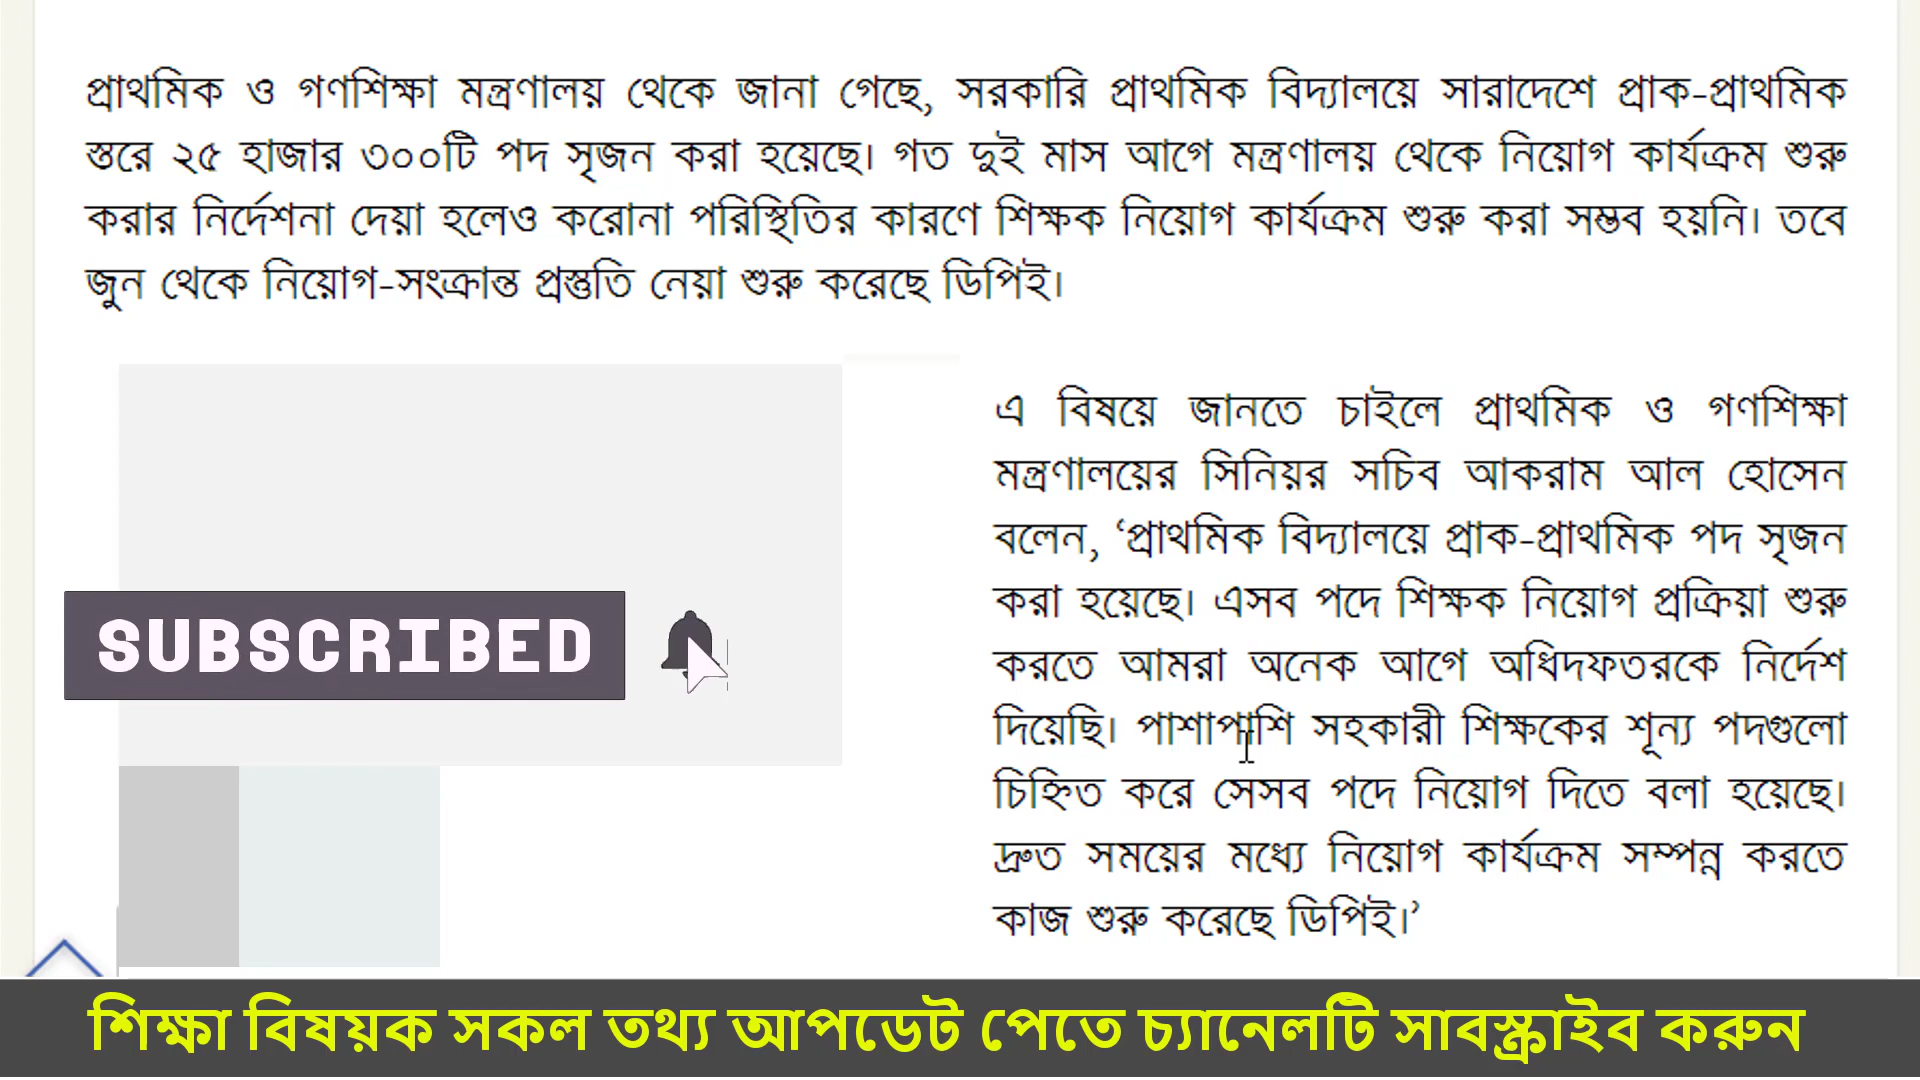 প্রাথমিক ও গণশিক্ষা মন্ত্রণালয় থেকে জানা গেছে, সরকারি প্রাথমিক বিদ্যালয়ে সারাদেশে প্রাক-প্রাথমিক
স্তরে ২৫ হাজার ৩০০টি পদ সৃজন করা হয়েছে। গত দুই মাস আগে মন্ত্রণালয় থেকে নিয়োগ কার্যক্রম শুরু
করার নির্দেশনা দেয়া হলেও করোনা পরিস্থিতির কারণে শিক্ষক নিয়োগ কার্যক্রম শুরু করা সম্ভব হয়নি। তবে
জুন থেকে নিয়োগ-সংক্রান্ত প্রস্তুতি নেয়া শুরু করেছে ডিপিই।
এ বিষয়ে জানতে চাইলে প্রাথমিক ও গণশিক্ষা
মন্ত্রণালয়ের সিনিয়র সচিব আকরাম আল হোসেন
বলেন, ‘প্রাথমিক বিদ্যালয়ে প্রাক-প্রাথমিক পদ সৃজন
করা হয়েছে। এসব পদে শিক্ষক নিয়োগ প্রক্রিয়া শুরু
করতে আমরা অনেক আগে অধিদফতরকে নির্দেশ
দিয়েছি। পাশাপাশি সহকারী শিক্ষকের শূন্য পদগুলো
চিহ্নিত করে সেসব পদে নিয়োগ দিতে বলা হয়েছে।
দ্রুত সময়ের মধ্যে নিয়োগ কার্যক্রম সম্পন্ন করতে
কাজ শুরু করেছে ডিপিই।’
SUBSCRIBED
শিক্ষা বিষয়ক সকল তথ্য আপডেট পেতে চ্যানেলটি সাবস্ক্রাইব করুন